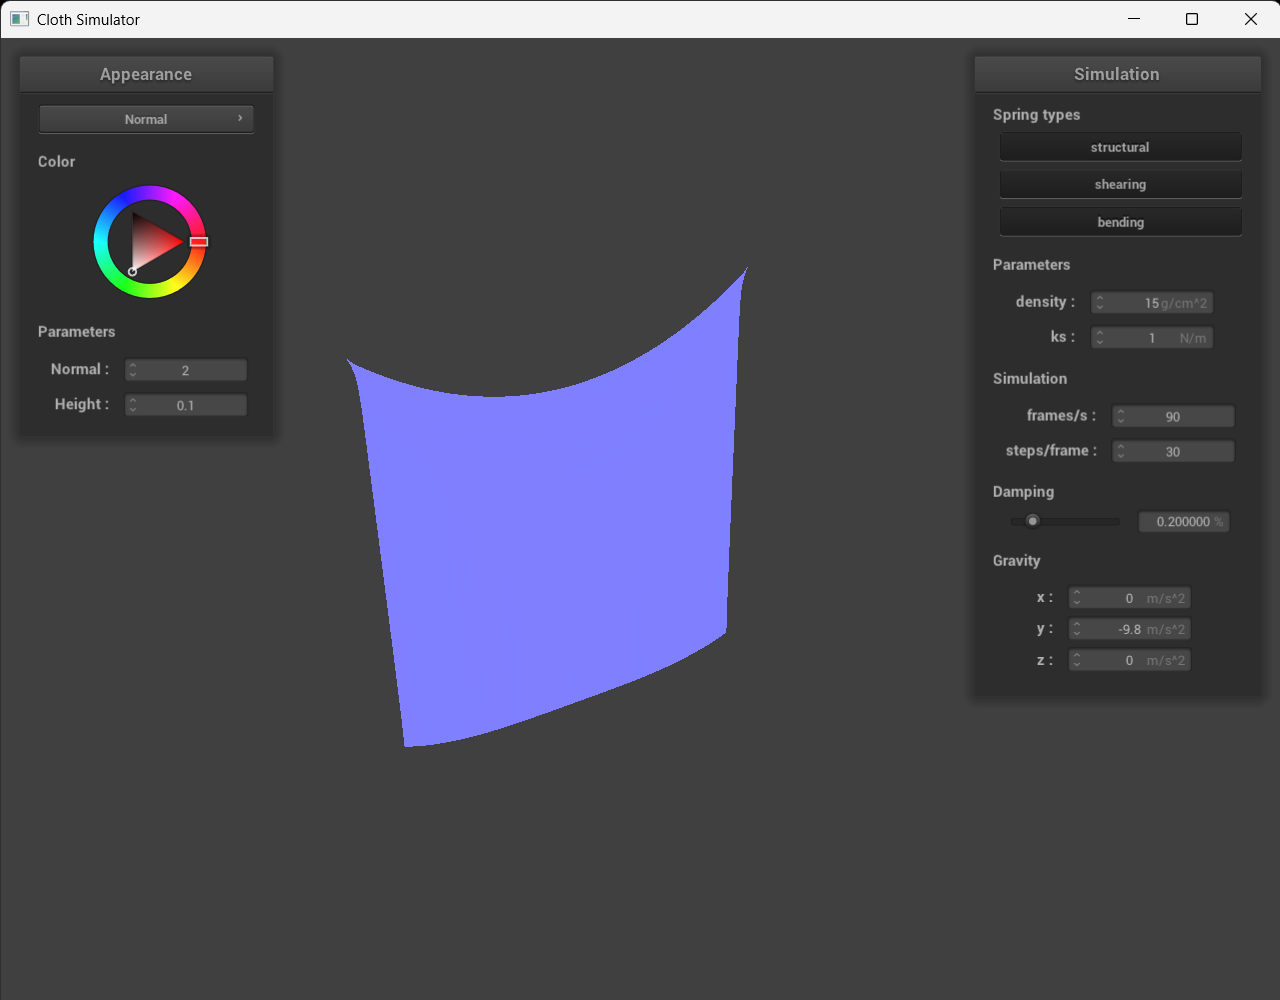 Cloth Simulator
Appearance
Normal
Color
Parameters
Normal : 2
Height : 0.1
Simulation
Spring types
structural
shearing
bending
Parameters
density : 15 g/cm^2
ks : 1 N/m
Simulation
frames/s : 90
steps/frame : 30
Damping
0.200000 %
Gravity
x : 0 m/s^2
y : -9.8 m/s^2
z : 0 m/s^2